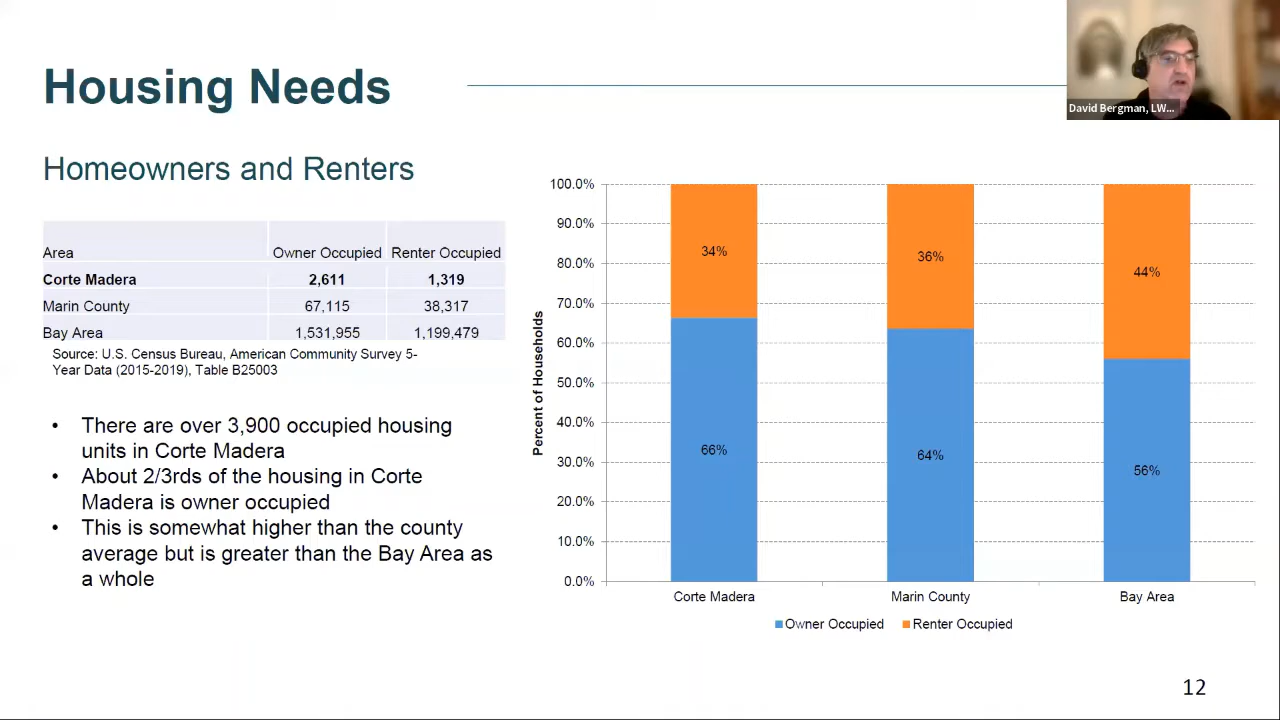 David Bergman, LW...
Housing Needs
Homeowners and Renters
Area Owner Occupied Renter Occupied
Corte Madera 2,611 1,319
Marin County 67,115 38,317
Bay Area 1,531,955 1,199,479
Source: U.S. Census Bureau, American Community Survey 5-
Year Data (2015-2019), Table B25003
• There are over 3,900 occupied housing
units in Corte Madera
• About 2/3rds of the housing in Corte
Madera is owner occupied
• This is somewhat higher than the county
average but is greater than the Bay Area as
a whole
Percent of Households
100.0%
90.0%
80.0%
70.0%
60.0%
50.0%
40.0%
30.0%
20.0%
10.0%
0.0%
34% 36% 44%
66% 64% 56%
Corte Madera Marin County Bay Area
Owner Occupied Renter Occupied
12